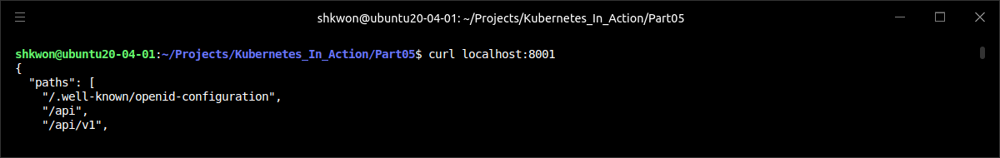 shkwon@ubuntu20-04-01: ~/Projects/Kubernetes_In_Action/Part05
shkwon@ubuntu20-04-01:~/Projects/Kubernetes_In_Action/Part05$ curl localhost:8001
{
  "paths": [
    "/.well-known/openid-configuration",
    "/api",
    "/api/v1",